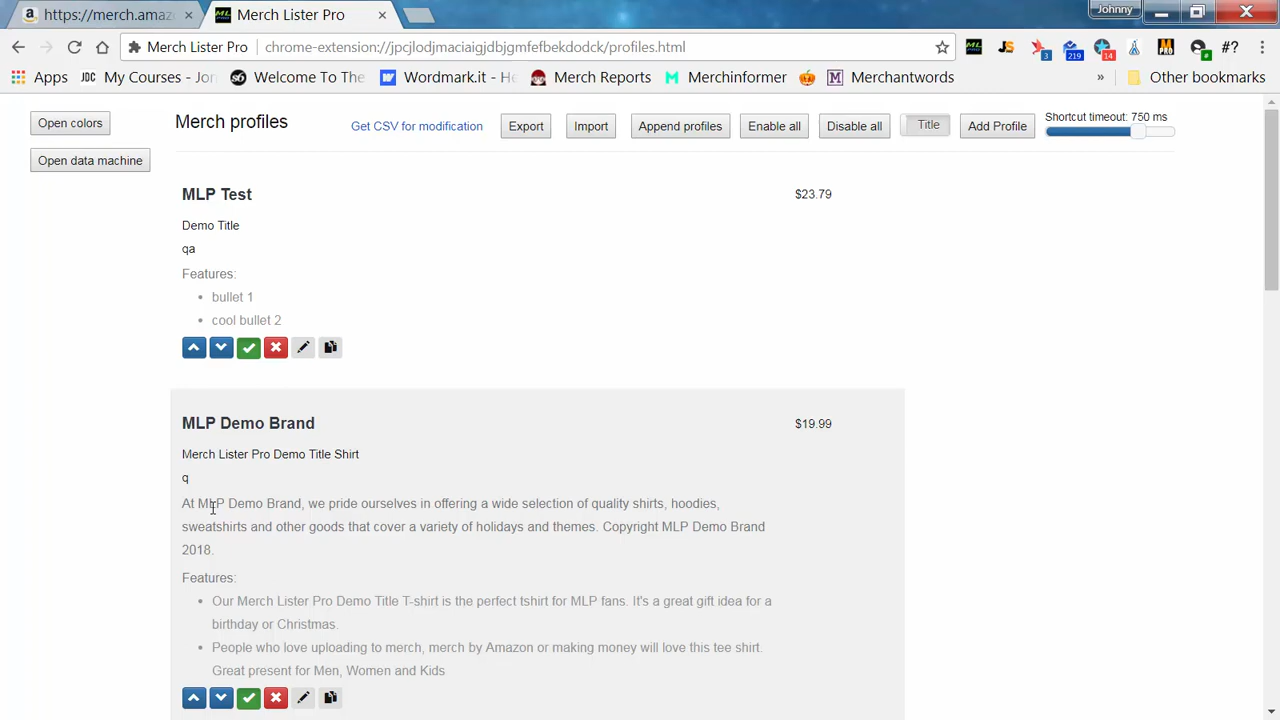 https://merch.amaz
Merch Lister Pro
Johnny
Merch Lister Pro
Apps
My Courses - Jor
Welcome To The
Wordmark.it - He
Merch Reports
Merchinformer
Merchantwords
»
Other bookmarks
3
219
14
#?
Open colors
Open data machine
Merch profiles
Get CSV for modification
Export
Import
Append profiles
Enable all
Disable all
Title
Add Profile
Shortcut timeout: 750 ms
MLP Test
$23.79
Demo Title
qa
Features:
• bullet 1
• cool bullet 2
MLP Demo Brand
$19.99
Merch Lister Pro Demo Title Shirt
q
At MLP Demo Brand, we pride ourselves in offering a wide selection of quality shirts, hoodies,
sweatshirts and other goods that cover a variety of holidays and themes. Copyright MLP Demo Brand
2018.
Features:
• Our Merch Lister Pro Demo Title T-shirt is the perfect tshirt for MLP fans. It's a great gift idea for a
birthday or Christmas.
• People who love uploading to merch, merch by Amazon or making money will love this tee shirt.
Great present for Men, Women and Kids